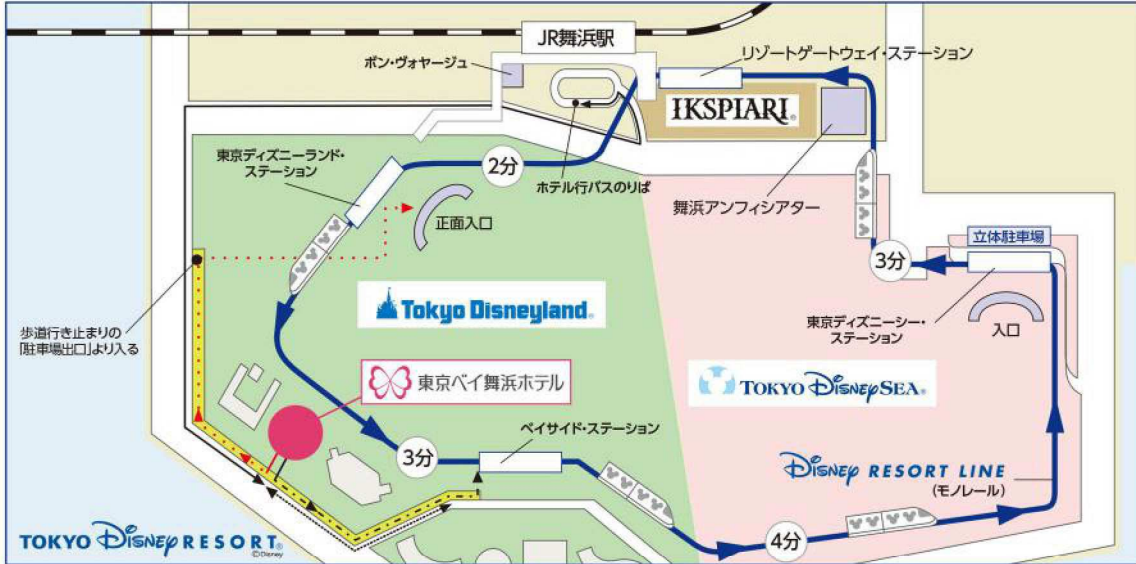 JR舞浜駅
リゾートゲートウェイ・ステーション
ボン・ヴォヤージュ
IKSPIARI®
東京ディズニーランド・
ステーション
2分
ホテル行バスのりば
舞浜アンフィシアター
正面入口
立体駐車場
3分
東京ディズニーシー・
ステーション
入口
Tokyo Disneyland®
歩道行き止まりの
「駐車場出口」より入る
東京ベイ舞浜ホテル
TOKYO DISNEYSEA®
ベイサイド・ステーション
3分
DISNEY RESORT LINE
(モノレール)
4分
TOKYO DISNEY RESORT®
©Disney